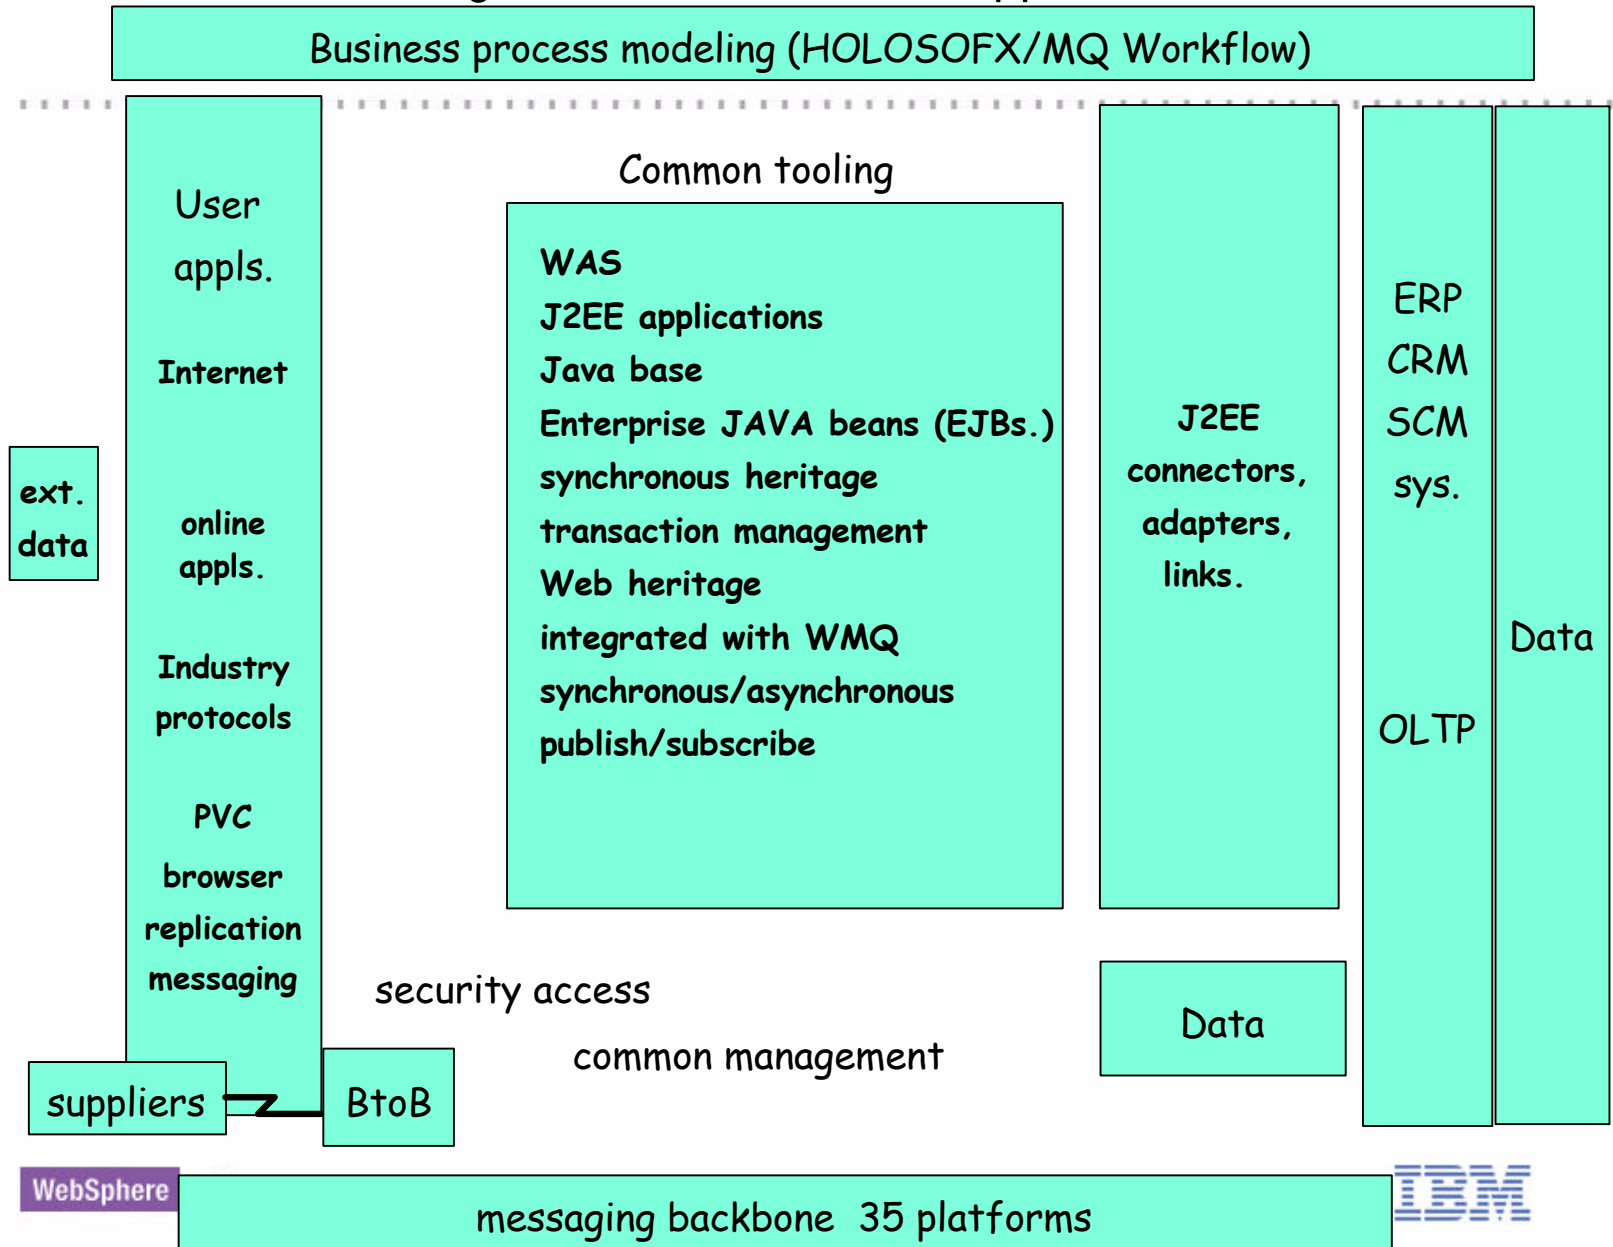 Business process modeling (HOLOSOFX/MQ Workflow)
User
appls.
Internet
online
appls.
Industry
protocols
PVC
browser
replication
messaging
ext.
data
suppliers
BtoB
Common tooling
WAS
J2EE applications
Java base
Enterprise JAVA beans (EJBs.)
synchronous heritage
transaction management
Web heritage
integrated with WMQ
synchronous/asynchronous
publish/subscribe
security access
common management
J2EE
connectors,
adapters,
links.
Data
ERP
CRM
SCM
sys.
OLTP
Data
WebSphere
messaging backbone 35 platforms
IBM